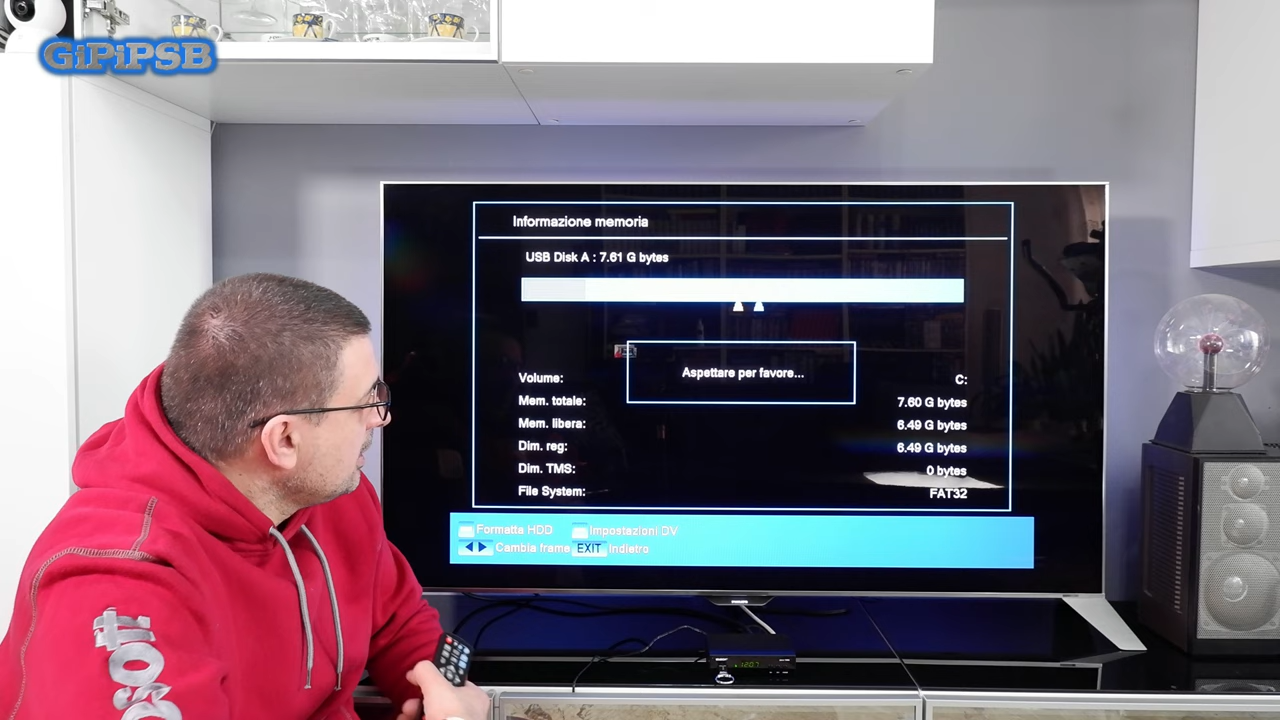 GiPiPSB
Informazione memoria
USB Disk A : 7.61 G bytes
Aspettare per favore...
Volume: C:
Mem. totale: 7.60 G bytes
Mem. libera: 6.49 G bytes
Dim. reg: 6.49 G bytes
Dim. TMS: 0 bytes
File System: FAT32
Formatta HDD Impostazioni DV
Cambia frame EXIT Indietro
PHILIPS
1207